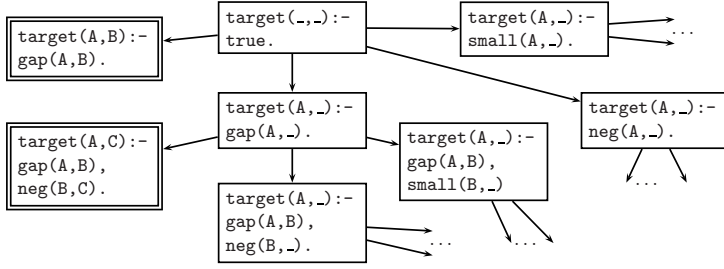 target(A,B):-
gap(A,B).
target(_,_):-
true.
target(A,_):-
small(A,_).
...
target(A,C):-
gap(A,B),
neg(B,C).
target(A,_):-
gap(A,_).
target(A,_):-
gap(A,B),
small(B,_)
target(A,_):-
neg(A,_).
...
target(A,_):-
gap(A,B),
neg(B,_).
...
...